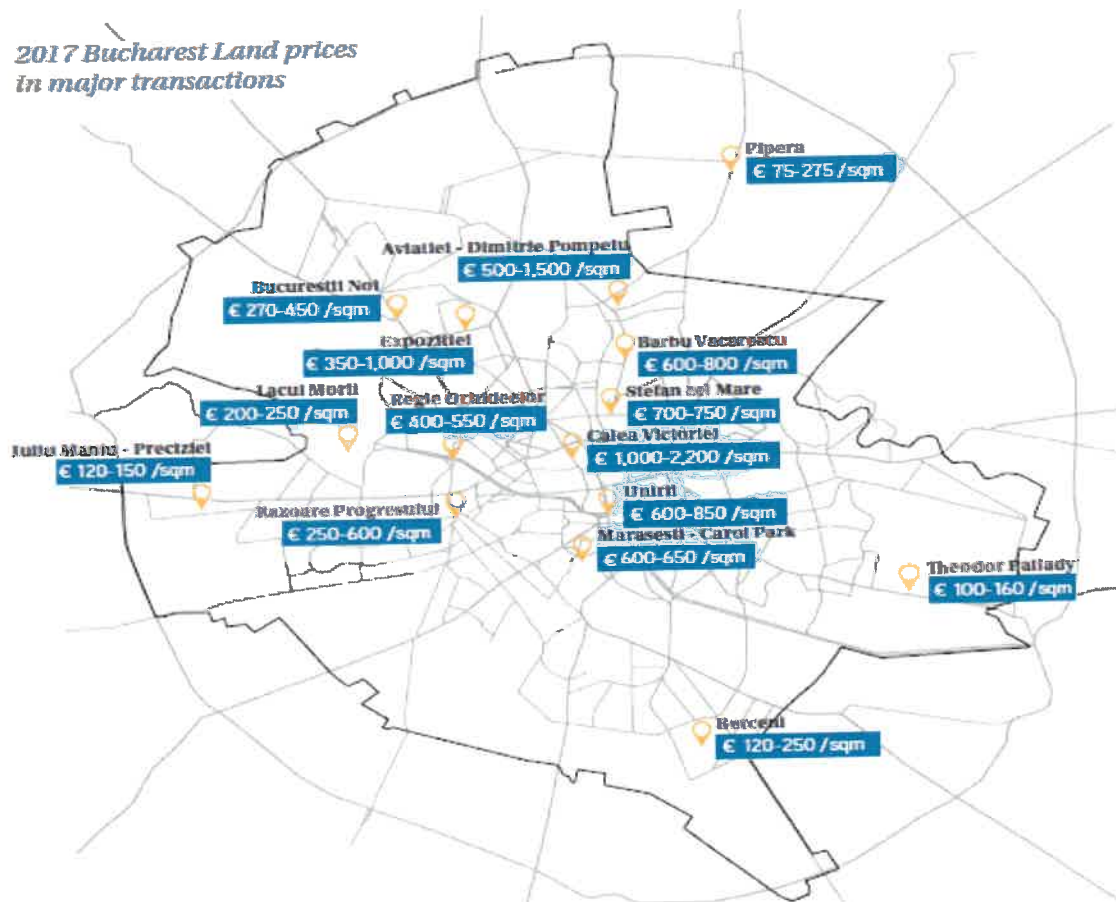 2017 Bucharest Land prices
in major transactions
Pipera
€ 75-275 /sqm
Aviatiei - Dimitrie Pompeiu
€ 500-1,500 /sqm
Bucurestii Noi
€ 270-450 /sqm
Expozitiei
€ 350-1,000 /sqm
Barbu Vacarescu
€ 600-800 /sqm
Lacul Morii
€ 200-250 /sqm
Regie Orhideelor
€ 400-550 /sqm
Stefan cel Mare
€ 700-750 /sqm
Calea Victoriei
€ 1,000-2,200 /sqm
Iuliu Maniu - Preciziei
€ 120-150 /sqm
Razoare Progresului
€ 250-600 /sqm
Unirii
€ 600-850 /sqm
Marasesti - Carol Park
€ 600-650 /sqm
Theodor Pallady
€ 100-160 /sqm
Berceni
€ 120-250 /sqm